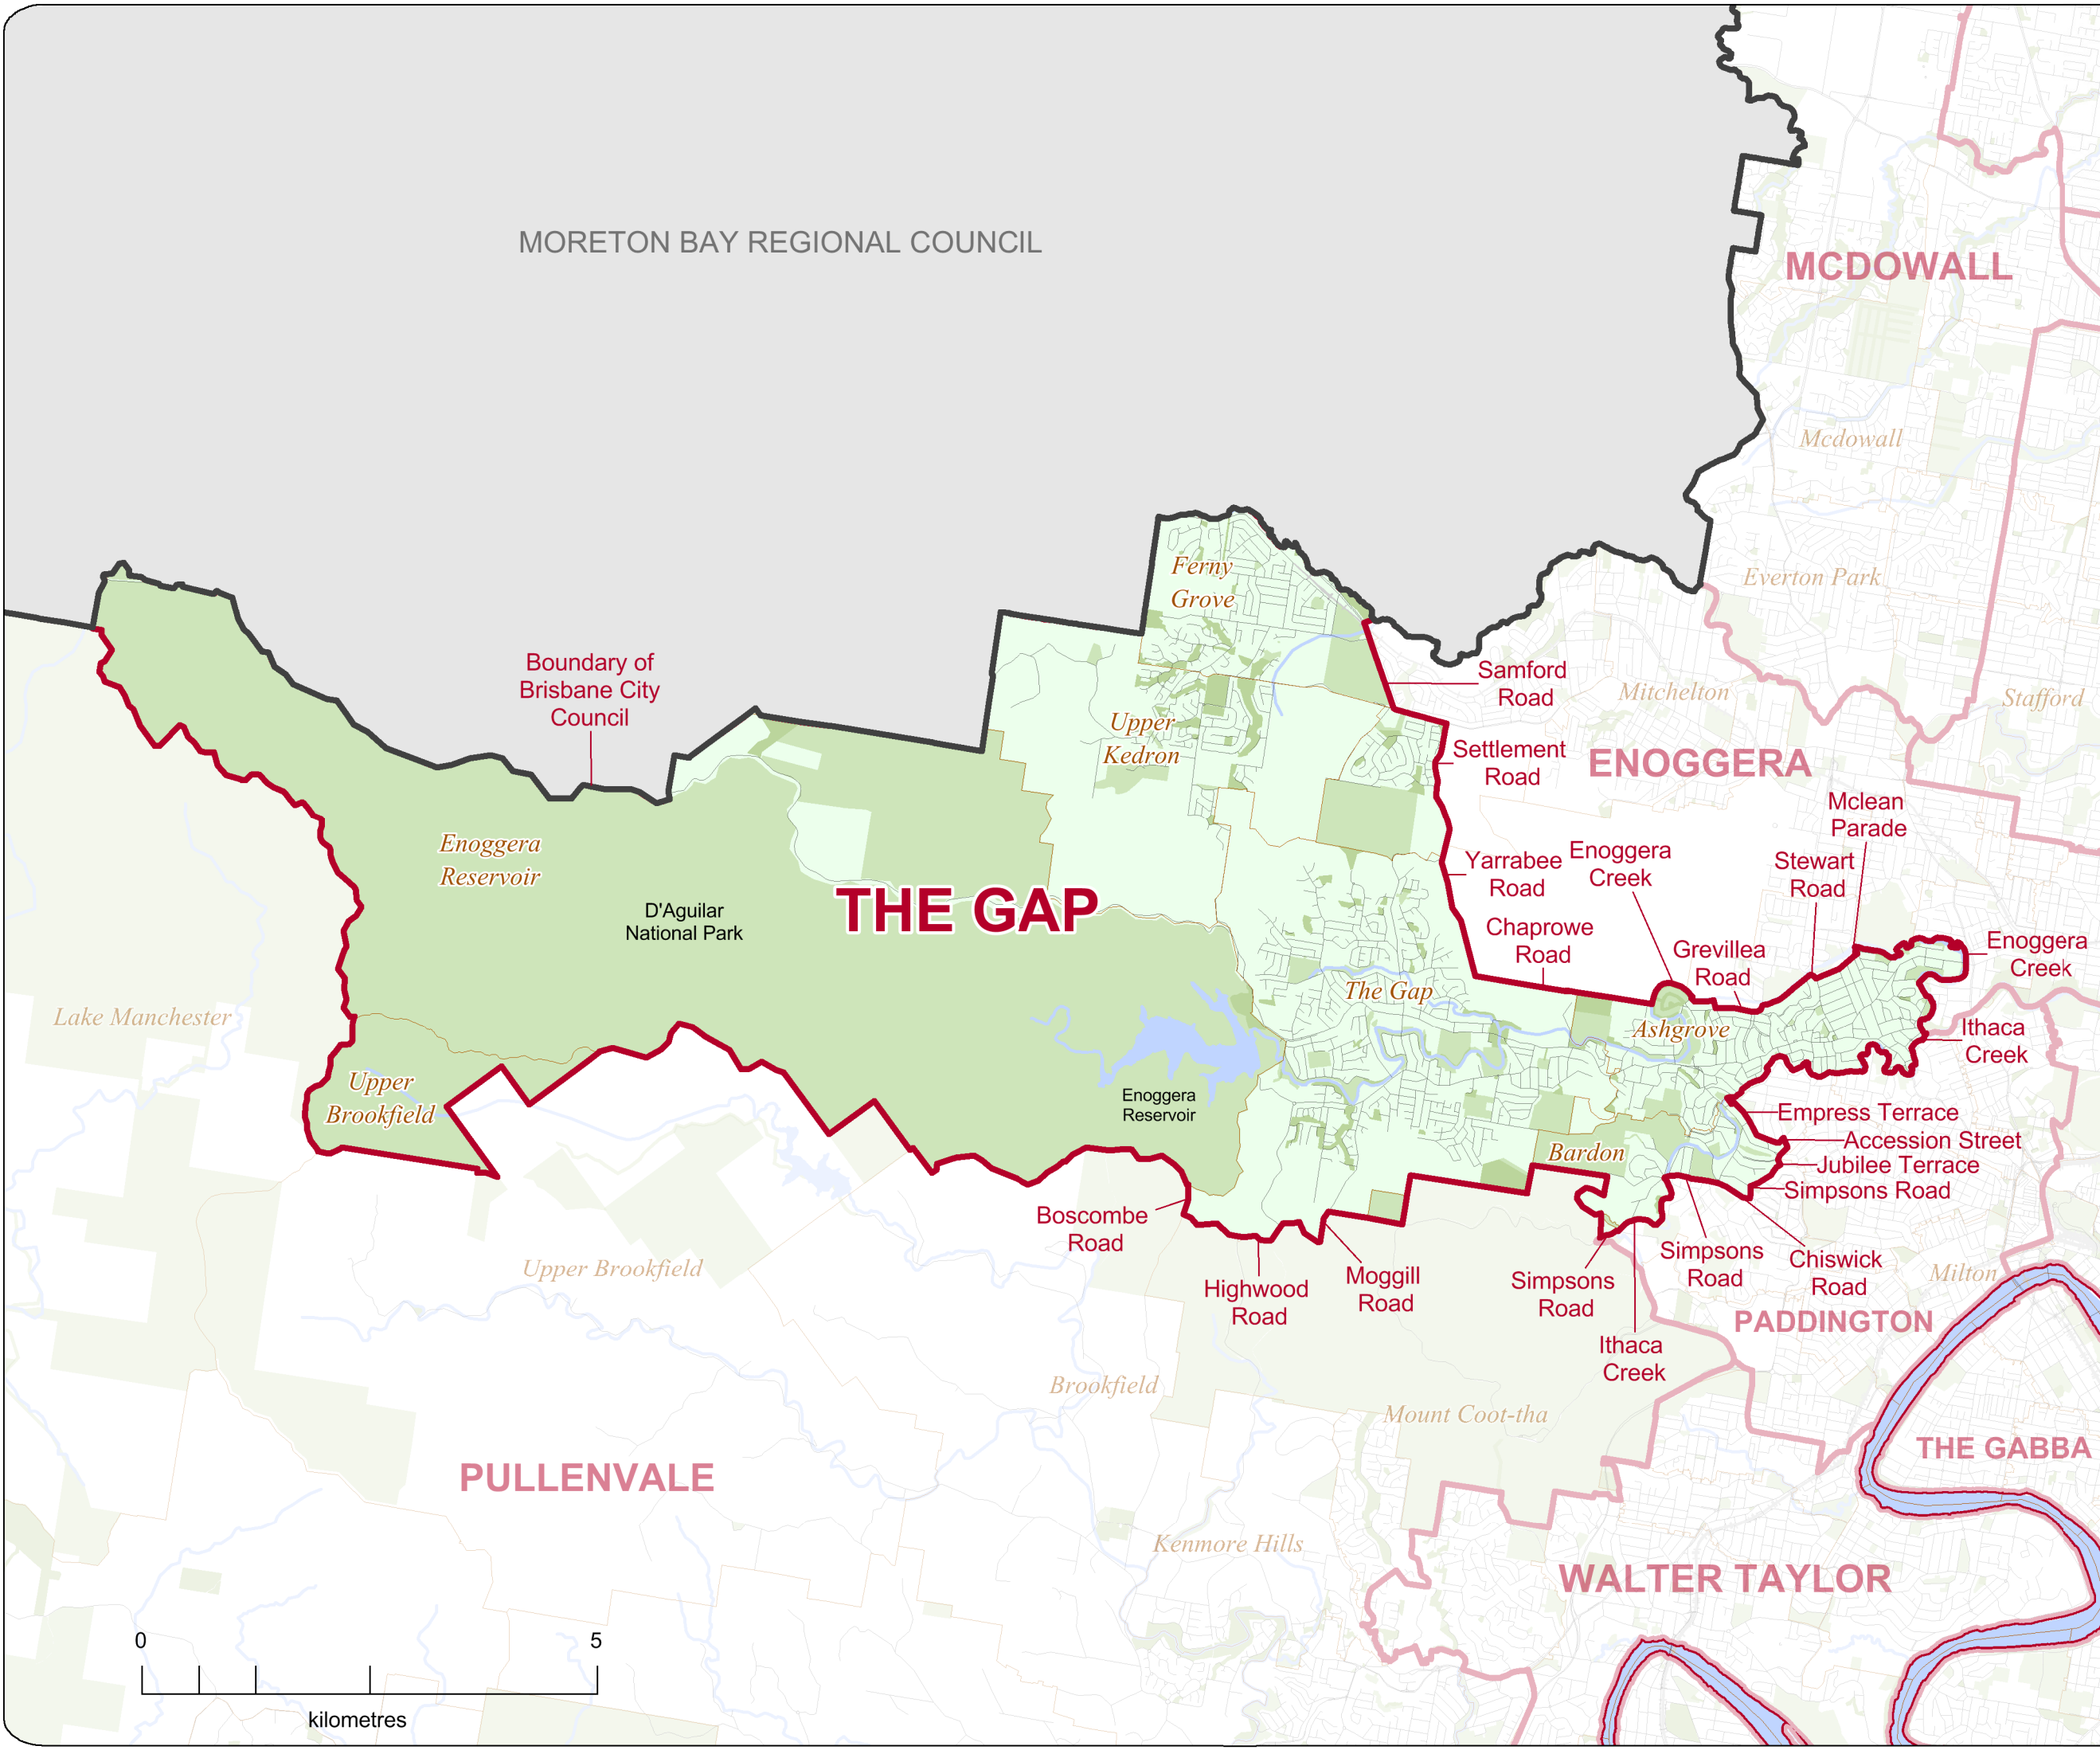 MORETON BAY REGIONAL COUNCIL
MCDOWALL
Mcdowall
Ferny
Grove
Everton Park
Boundary of
Brisbane City
Council
Samford
Road
Mitchelton
Stafford
Upper
Kedron
Settlement
Road
ENOGGERA
Mclean
Parade
Enoggera
Reservoir
Yarrabee
Road
Enoggera
Creek
Stewart
Road
D'Aguilar
National Park
THE GAP
Chaprowe
Road
Grevillea
Road
Enoggera
Creek
The Gap
Lake Manchester
Ashgrove
Ithaca
Creek
Upper
Brookfield
Enoggera
Reservoir
Empress Terrace
Accession Street
Jubilee Terrace
Simpsons Road
Bardon
Boscombe
Road
Upper Brookfield
Highwood
Road
Moggill
Road
Simpsons
Road
Simpsons
Road
Chiswick
Road
Milton
PADDINGTON
Ithaca
Creek
Brookfield
Mount Coot-tha
THE GABBA
PULLENVALE
Kenmore Hills
WALTER TAYLOR
0 5
kilometres